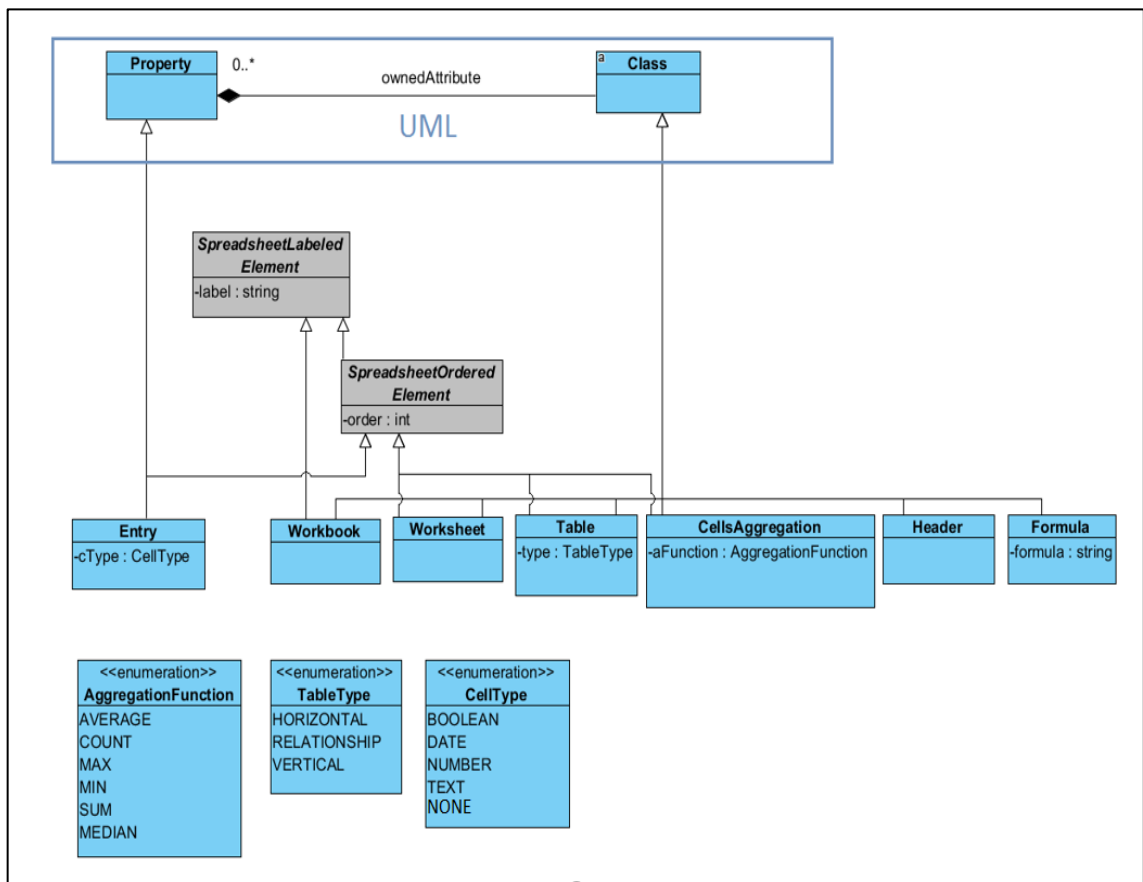 Property
0..*
ownedAttribute
a
Class
UML
SpreadsheetLabeled
Element
-label : string
SpreadsheetOrdered
Element
-order : int
Entry
-cType : CellType
Workbook
Worksheet
Table
-type : TableType
CellsAggregation
-aFunction : AggregationFunction
Header
Formula
-formula : string
<<enumeration>>
AggregationFunction
AVERAGE
COUNT
MAX
MIN
SUM
MEDIAN
<<enumeration>>
TableType
HORIZONTAL
RELATIONSHIP
VERTICAL
<<enumeration>>
CellType
BOOLEAN
DATE
NUMBER
TEXT
NONE